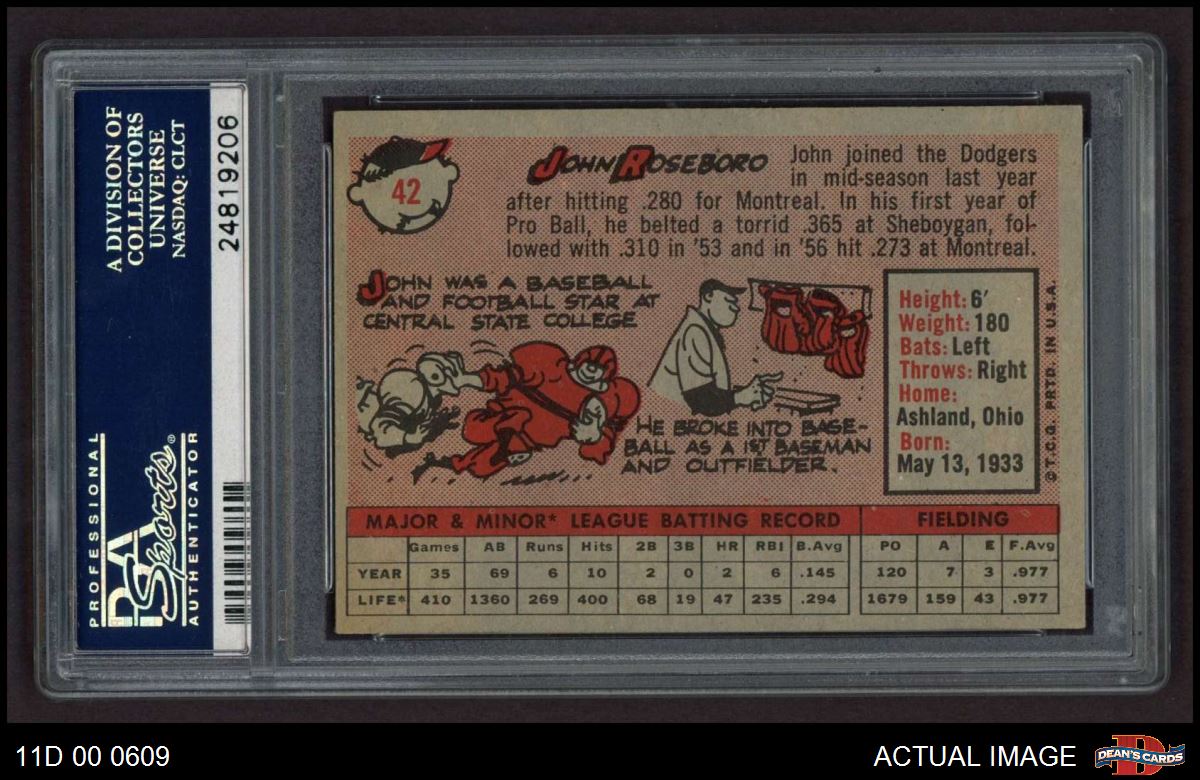 A DIVISION OF
COLLECTORS
UNIVERSE
NASDAQ: CLCT
24819206
PROFESSIONAL
PSA
Sports®
AUTHENTICATOR
42
JOHN ROSEBORO
John joined the Dodgers
in mid-season last year
after hitting .280 for Montreal. In his first year of
Pro Ball, he belted a torrid .365 at Sheboygan, fol-
lowed with .310 in '53 and in '56 hit .273 at Montreal.
JOHN WAS A BASEBALL
AND FOOTBALL STAR AT
CENTRAL STATE COLLEGE
HE BROKE INTO BASE-
BALL AS A 1ST BASEMAN
AND OUTFIELDER.
Height: 6'
Weight: 180
Bats: Left
Throws: Right
Home:
Ashland, Ohio
Born:
May 13, 1933
© T.C.G. PRTD. IN U.S.A.
MAJOR & MINOR* LEAGUE BATTING RECORD FIELDING
Games AB Runs Hits 2B 3B HR RBI B.Avg PO A E F.Avg
YEAR 35 69 6 10 2 0 2 6 .145 120 7 3 .977
LIFE* 410 1360 269 400 68 19 47 235 .294 1679 159 43 .977
11D 00 0609
ACTUAL IMAGE
D
DEAN'S CARDS